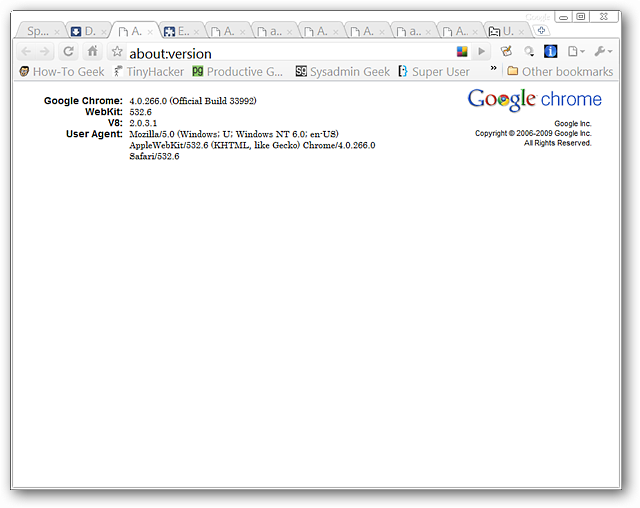 Google
Sp... D.. A. E.. A. a.. A. A. A. a.. A.. U.
about:version
How-To Geek TinyHacker Productive G... Sysadmin Geek Super User » Other bookmarks
Google chrome
Google Chrome: 4.0.266.0 (Official Build 33992)
WebKit: 532.6
V8: 2.0.3.1
User Agent: Mozilla/5.0 (Windows; U; Windows NT 6.0; en-US)
AppleWebKit/532.6 (KHTML, like Gecko) Chrome/4.0.266.0
Safari/532.6
Google Inc.
Copyright © 2006-2009 Google Inc.
All Rights Reserved.